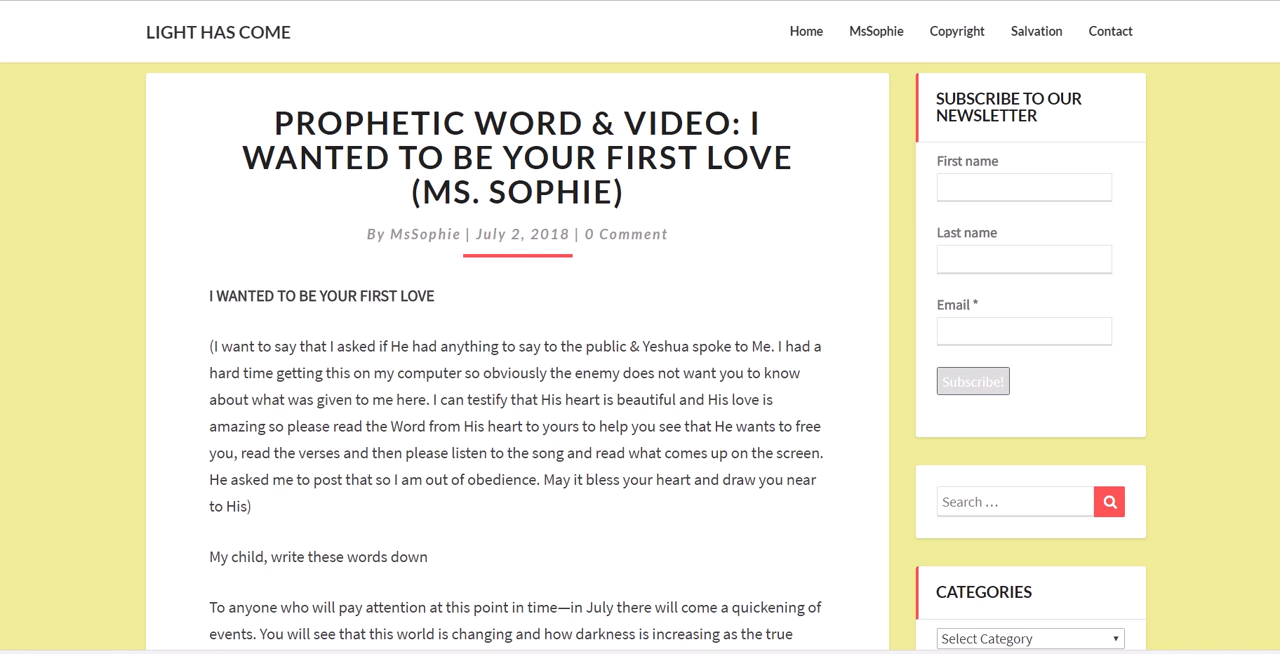 LIGHT HAS COME
Home MsSophie Copyright Salvation Contact
PROPHETIC WORD & VIDEO: I
WANTED TO BE YOUR FIRST LOVE
(MS. SOPHIE)
By MsSophie | July 2, 2018 | 0 Comment
I WANTED TO BE YOUR FIRST LOVE
(I want to say that I asked if He had anything to say to the public & Yeshua spoke to Me. I had a
hard time getting this on my computer so obviously the enemy does not want you to know
about what was given to me here. I can testify that His heart is beautiful and His love is
amazing so please read the Word from His heart to yours to help you see that He wants to free
you, read the verses and then please listen to the song and read what comes up on the screen.
He asked me to post that so I am out of obedience. May it bless your heart and draw you near
to His)
My child, write these words down
To anyone who will pay attention at this point in time—in July there will come a quickening of
events. You will see that this world is changing and how darkness is increasing as the true
SUBSCRIBE TO OUR
NEWSLETTER
First name
Last name
Email *
Subscribe!
Search …
CATEGORIES
Select Category